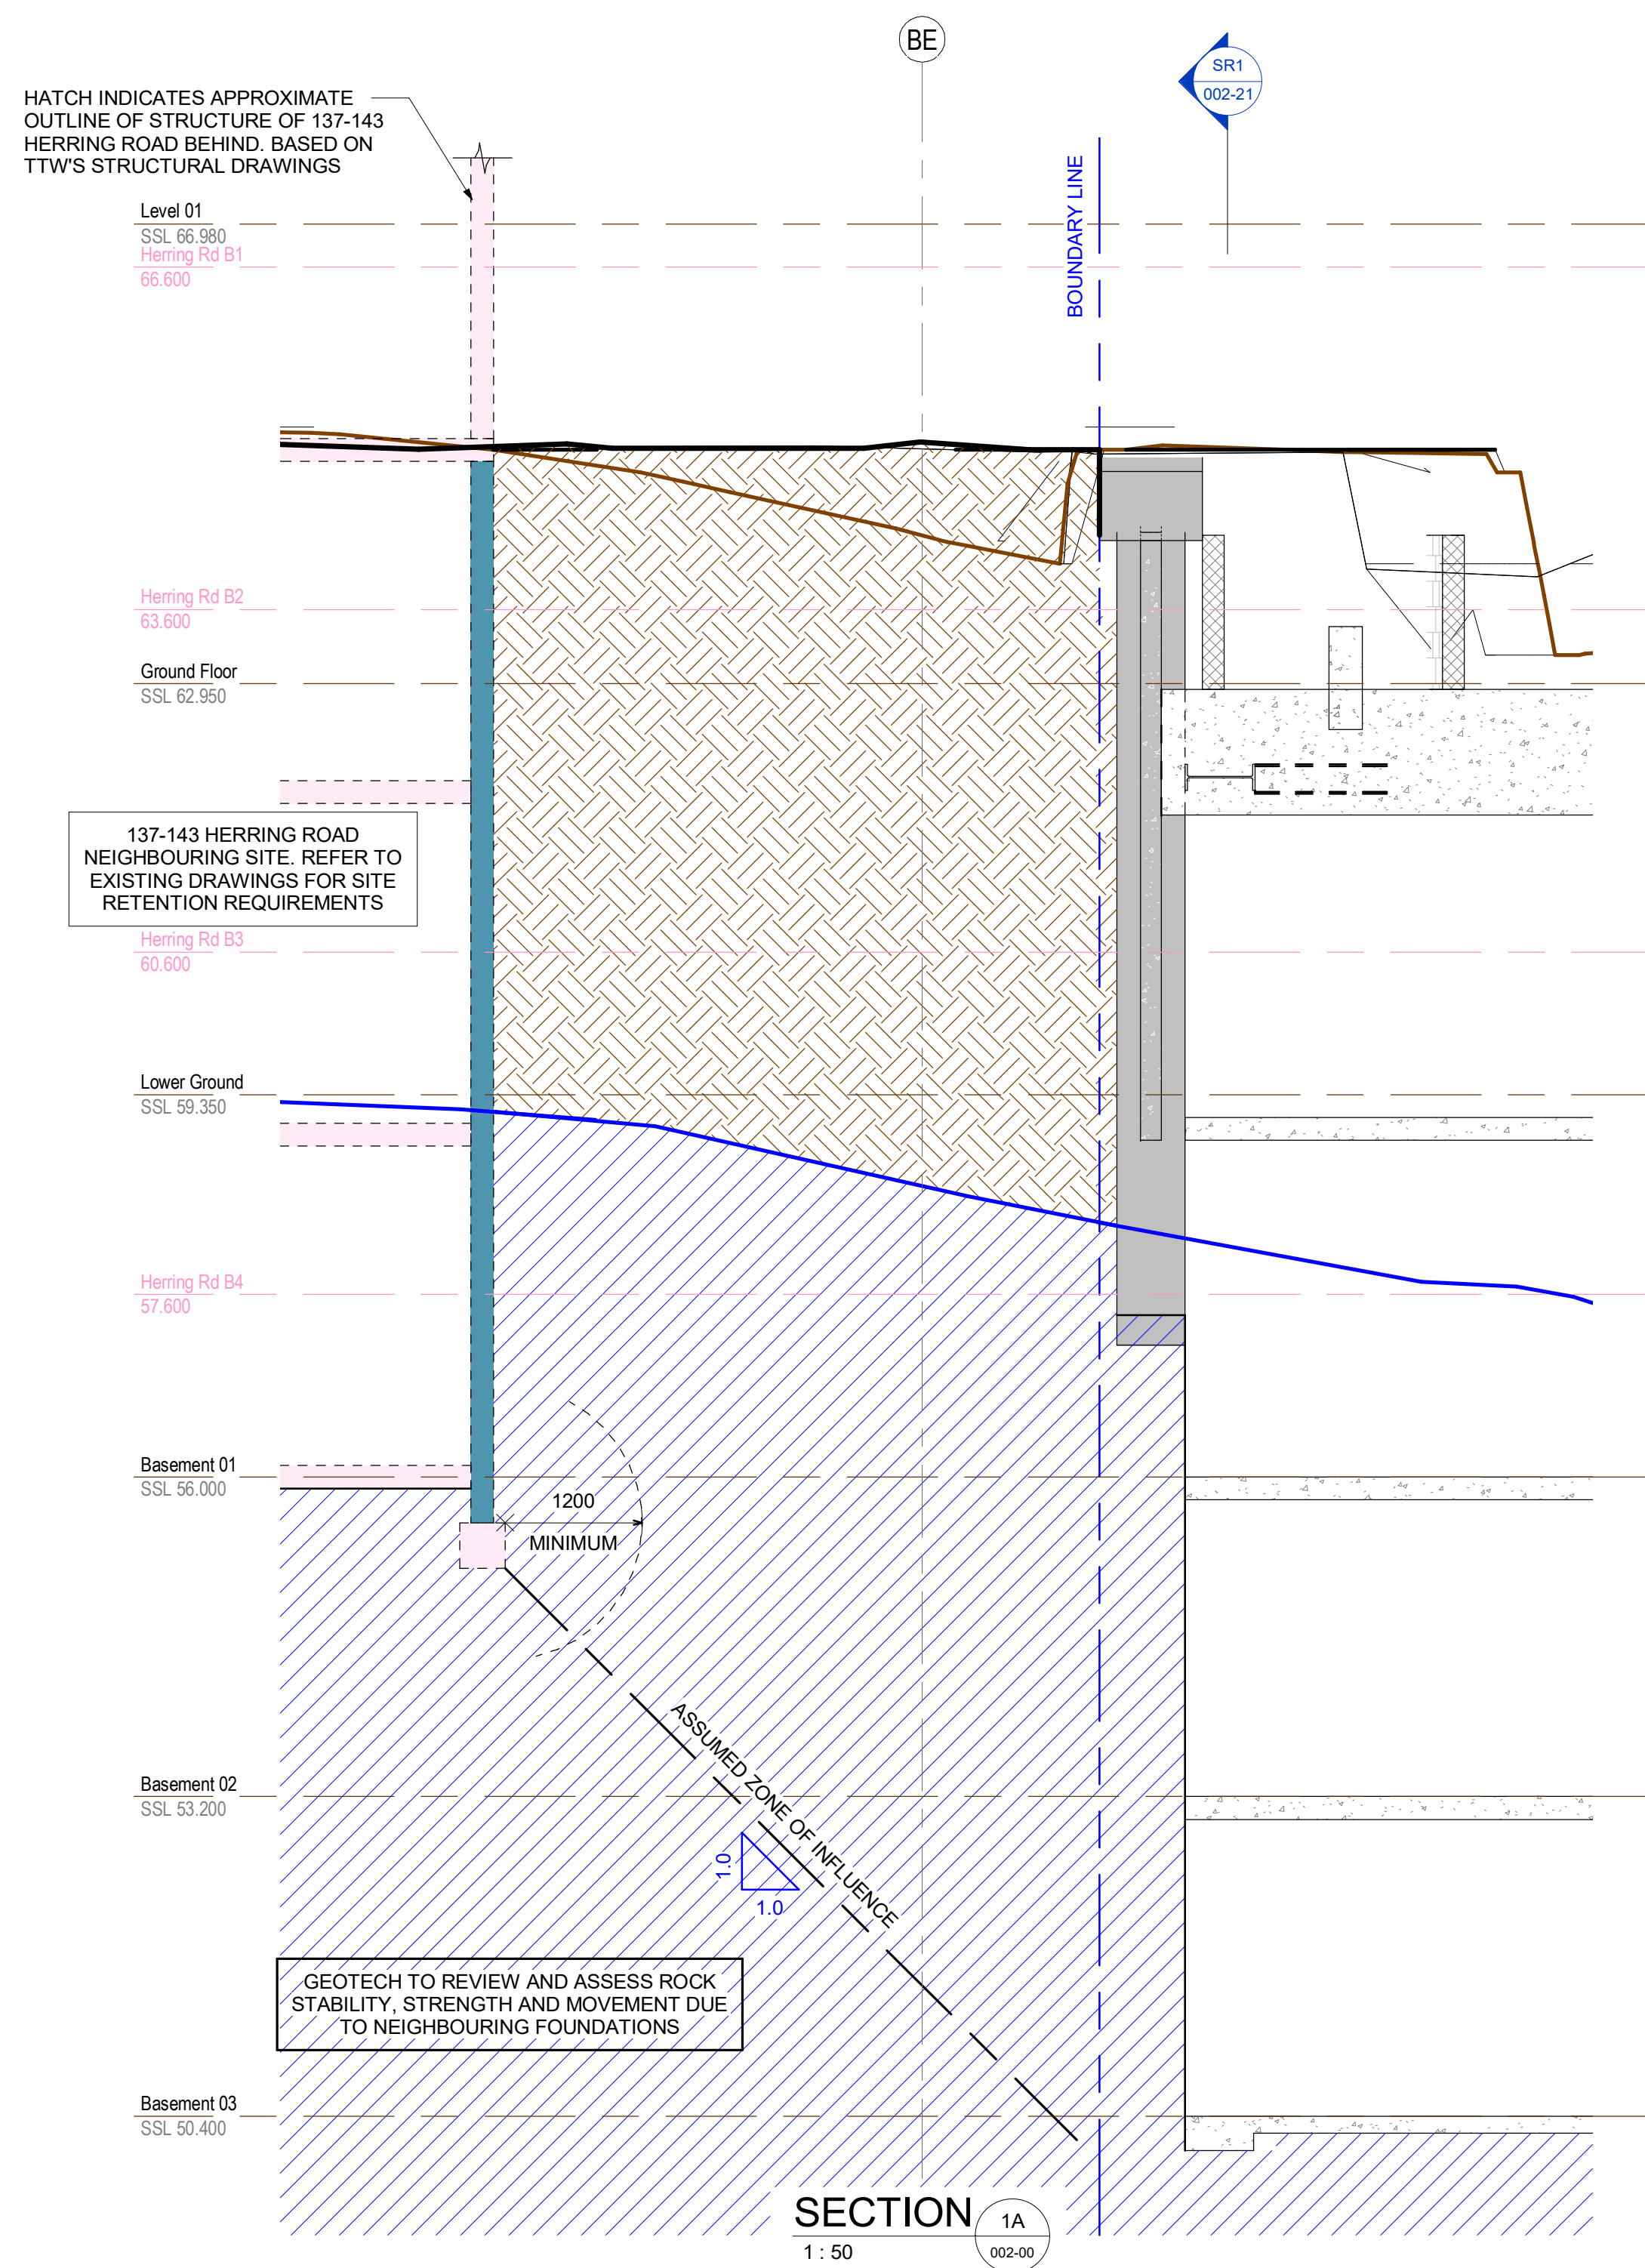 BE
SR1
002-21
HATCH INDICATES APPROXIMATE
OUTLINE OF STRUCTURE OF 137-143
HERRING ROAD BEHIND. BASED ON
TTW'S STRUCTURAL DRAWINGS
BOUNDARY LINE
Level 01
SSL 66.980
Herring Rd B1
66.600
Herring Rd B2
63.600
Ground Floor
SSL 62.950
137-143 HERRING ROAD
NEIGHBOURING SITE. REFER TO
EXISTING DRAWINGS FOR SITE
RETENTION REQUIREMENTS
Herring Rd B3
60.600
Lower Ground
SSL 59.350
Herring Rd B4
57.600
Basement 01
SSL 56.000
1200
MINIMUM
ASSUMED ZONE OF INFLUENCE
Basement 02
SSL 53.200
1.0
1.0
GEOTECH TO REVIEW AND ASSESS ROCK
STABILITY, STRENGTH AND MOVEMENT DUE
TO NEIGHBOURING FOUNDATIONS
Basement 03
SSL 50.400
SECTION
1A
1 : 50
002-00